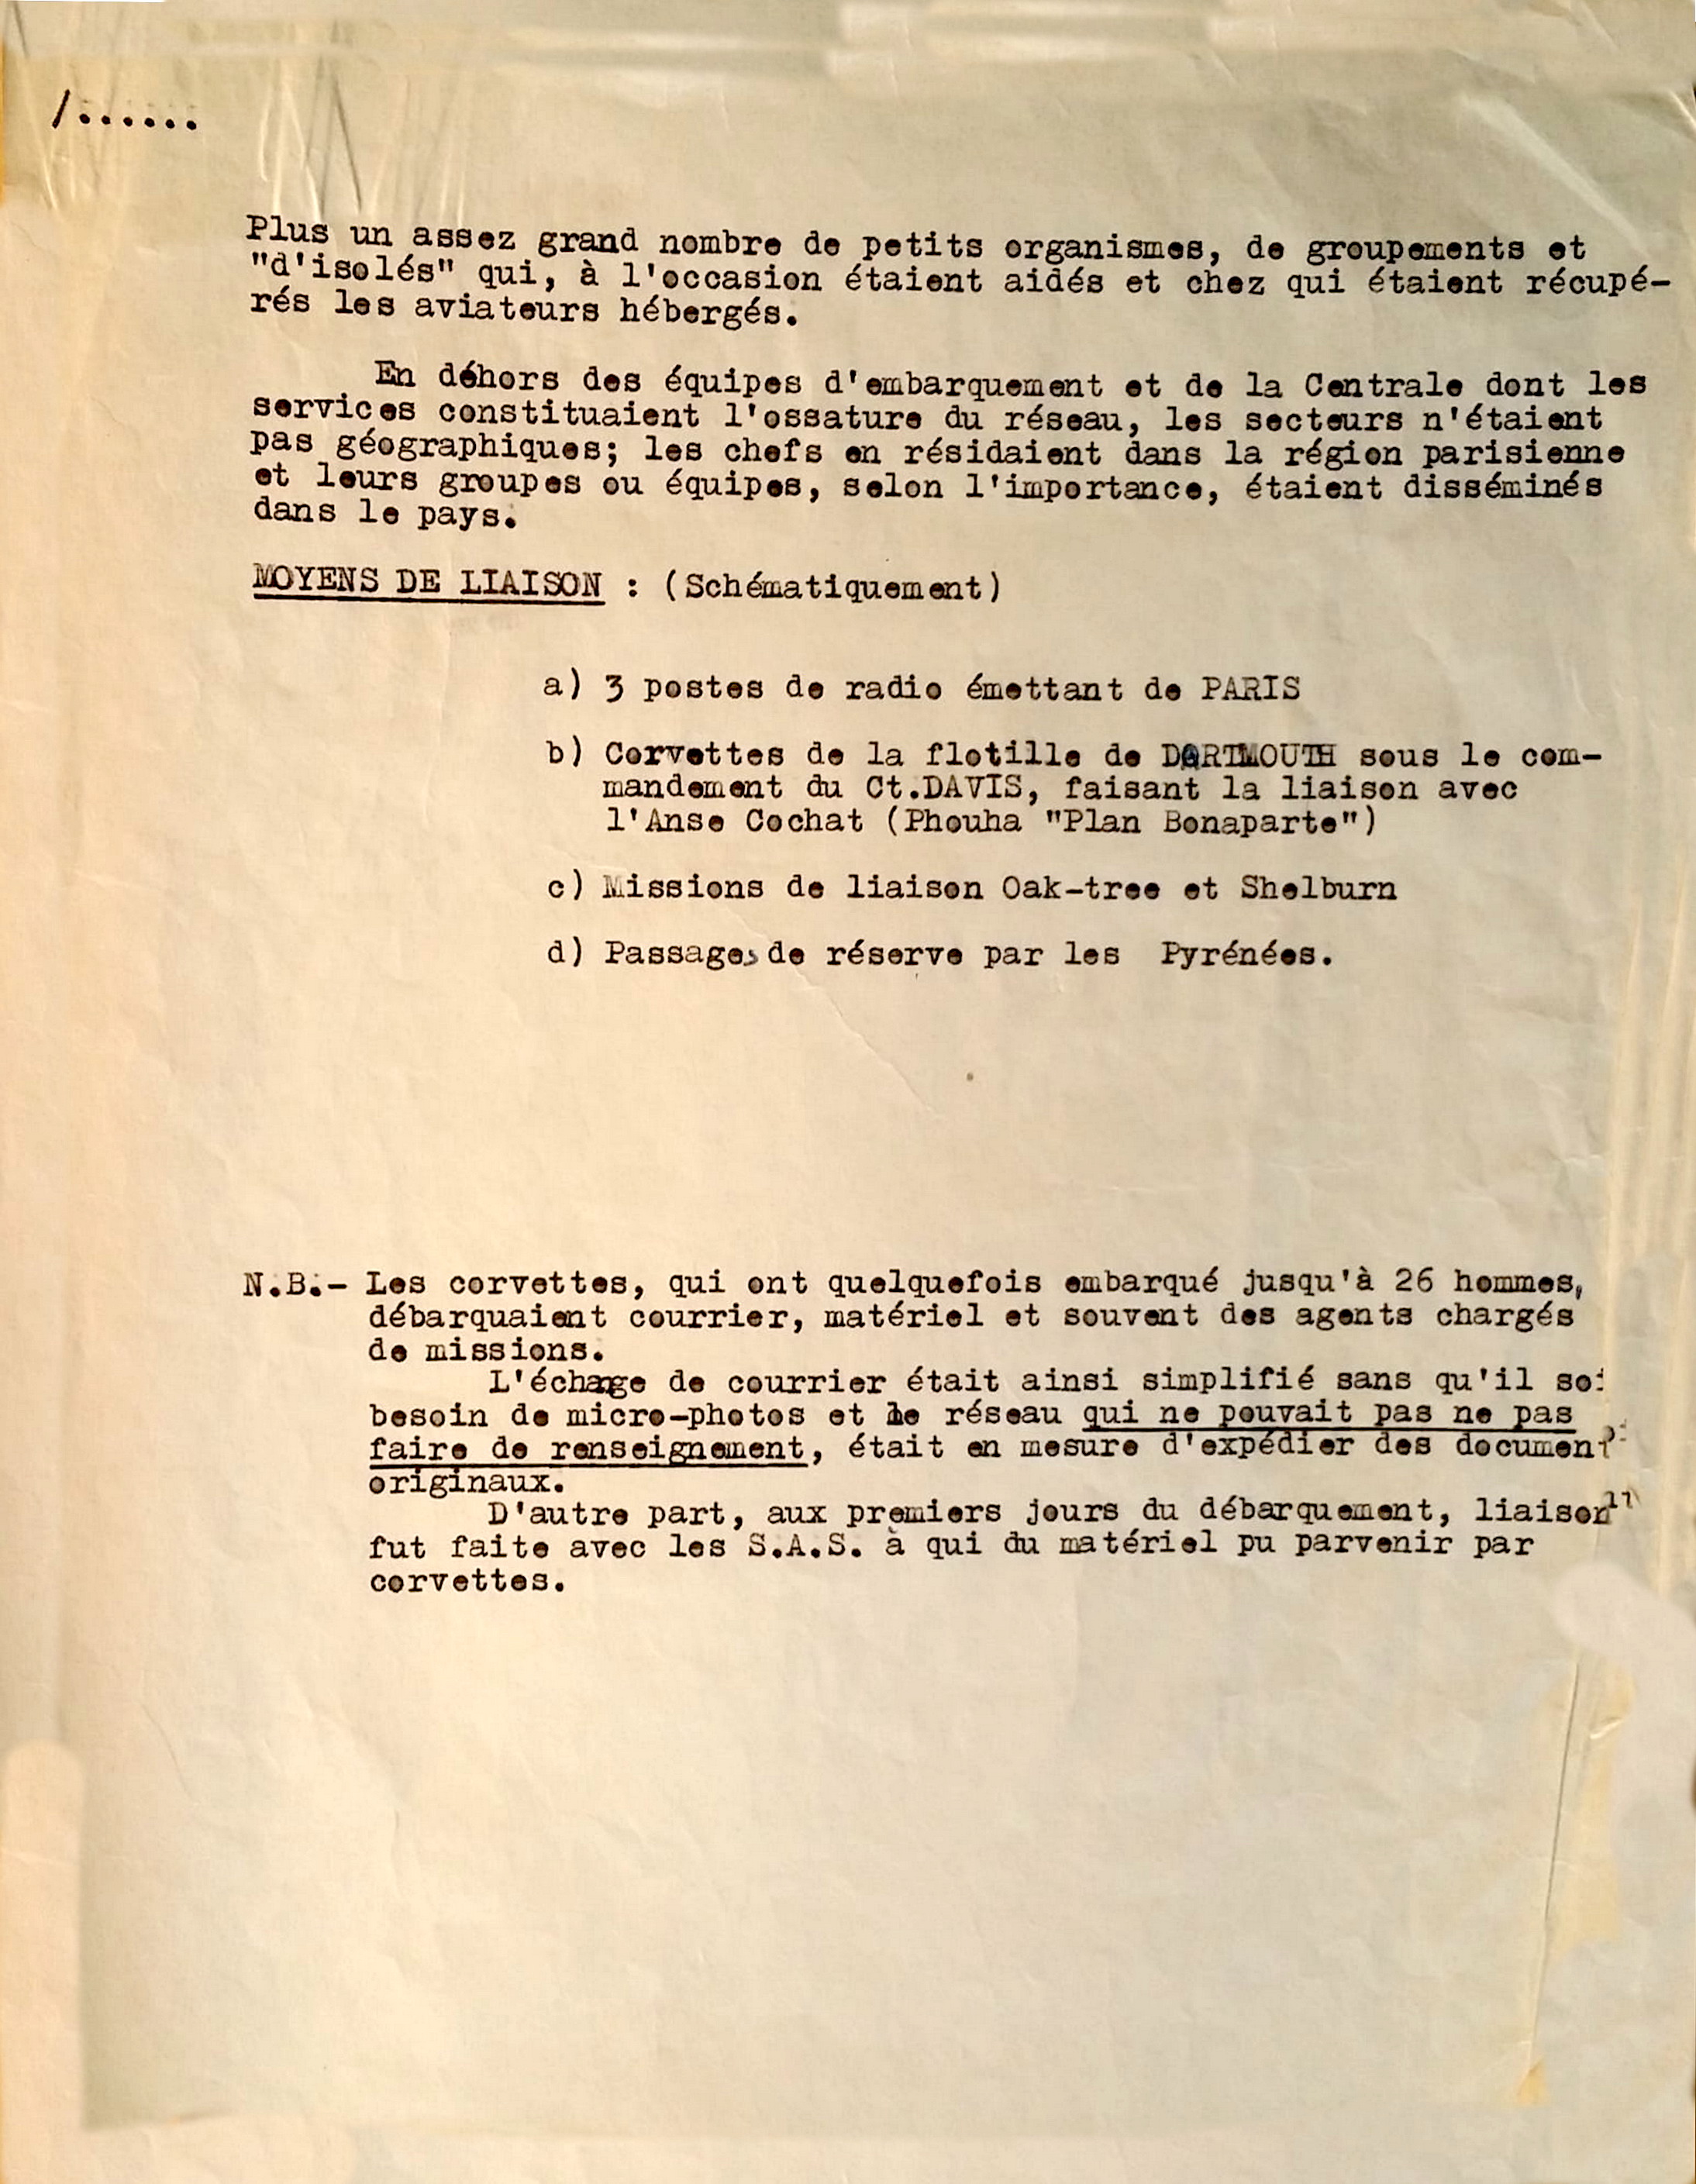 /......
Plus un assez grand nombre de petits organismes, de groupements et
"d'isolés" qui, à l'occasion étaient aidés et chez qui étaient récupé-
rés les aviateurs hébergés.
En déhors des équipes d'embarquement et de la Centrale dont les
services constituaient l'ossature du réseau, les secteurs n'étaient
pas géographiques; les chefs en résidaient dans la région parisienne
et leurs groupes ou équipes, selon l'importance, étaient disséminés
dans le pays.
MOYENS DE LIAISON : (Schématiquement)
a) 3 postes de radio émettant de PARIS
b) Corvettes de la flotille de DARTMOUTH sous le com-
mandement du Ct.DAVIS, faisant la liaison avec
l'Anse Cochat (Phouha "Plan Bonaparte")
c) Missions de liaison Oak-tree et Shelburn
d) Passages de réserve par les Pyrénées.
N.B.- Les corvettes, qui ont quelquefois embarqué jusqu'à 26 hommes,
débarquaient courrier, matériel et souvent des agents chargés
de missions.
L'échange de courrier était ainsi simplifié sans qu'il soi
besoin de micro-photos et le réseau qui ne pouvait pas ne pas
faire de renseignement, était en mesure d'expédier des document
originaux.
D'autre part, aux premiers jours du débarquement, liaison
fut faite avec les S.A.S. à qui du matériel pu parvenir par
corvettes.